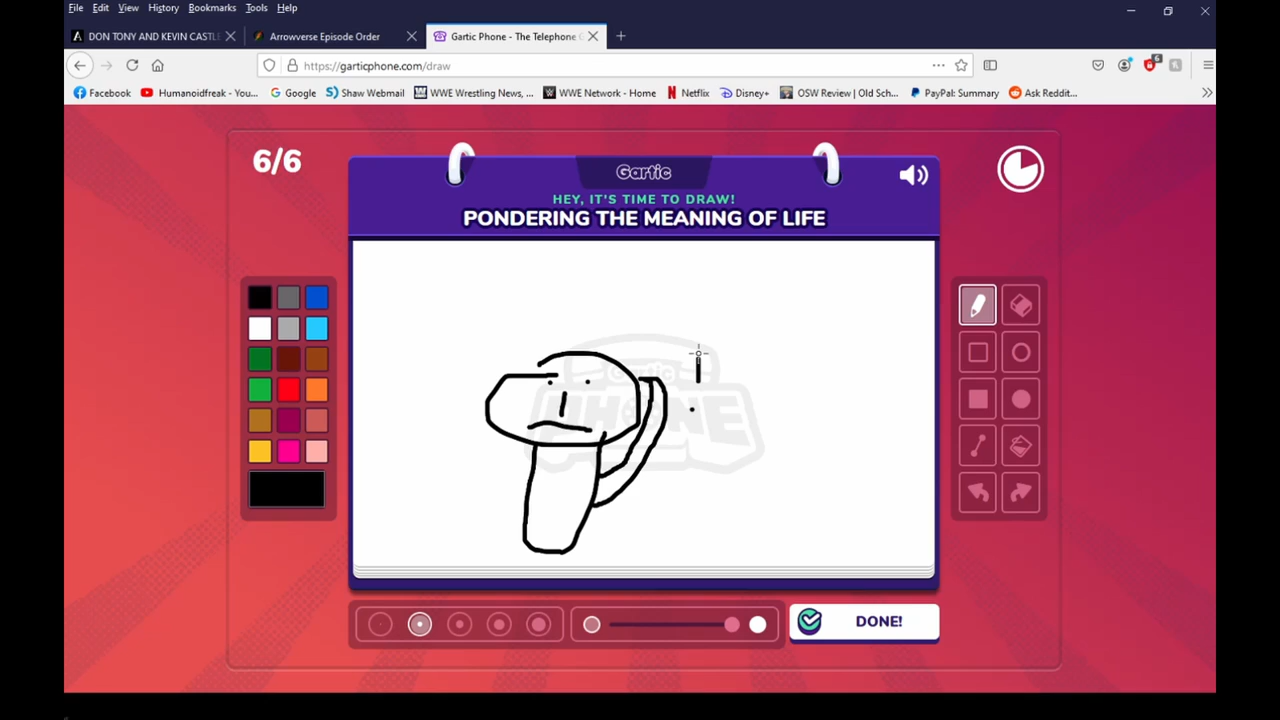 File Edit View History Bookmarks Tools Help
DON TONY AND KEVIN CASTLE Arrowverse Episode Order Gartic Phone - The Telephone G
https://garticphone.com/draw 6
Facebook Humanoidfreak - You... Google Shaw Webmail WWE Wrestling News, ... WWE Network - Home Netflix Disney+ OSW Review | Old Sch... PayPal: Summary Ask Reddit...
6/6
Gartic
HEY, IT'S TIME TO DRAW!
PONDERING THE MEANING OF LIFE
Gartic
PHONE
DONE!